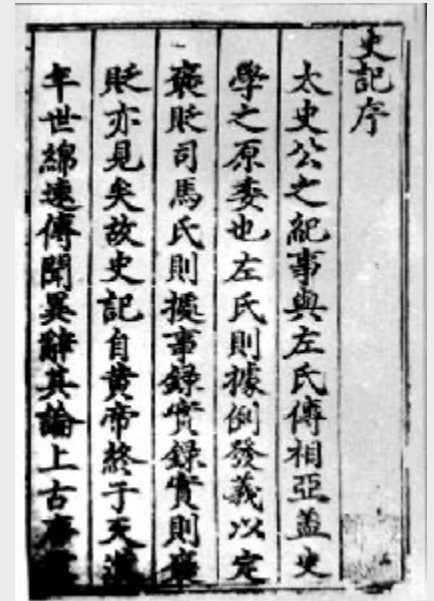 史記序
太史公之紀事與左氏傳相亞盖史
學之原委也左氏則據例發義以定
褒貶司馬氏則攄事錄實錄實則褒
貶亦見矣故史記自黄帝終于天漢
年世綿遠傳聞異辭其論上古唐